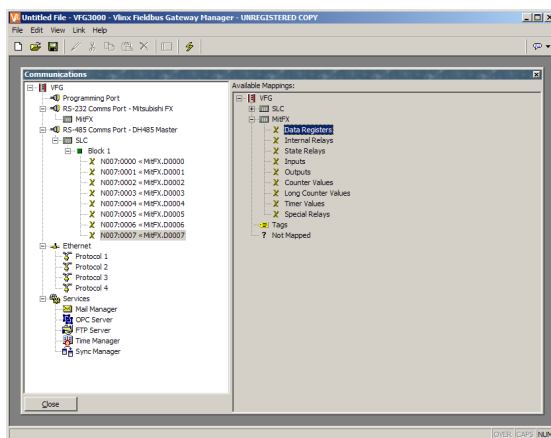 Untitled File - VFG3000 - Vlinx Fieldbus Gateway Manager - UNREGISTERED COPY
File Edit View Link Help
Communications
VFG
Programming Port
RS-232 Comms Port - Mitsubishi FX
MitFX
RS-485 Comms Port - DH485 Master
SLC
Block 1
N007:0000 « MitFX.D0000
N007:0001 « MitFX.D0001
N007:0002 « MitFX.D0002
N007:0003 « MitFX.D0003
N007:0004 « MitFX.D0004
N007:0005 « MitFX.D0005
N007:0006 « MitFX.D0006
N007:0007 « MitFX.D0007
Ethernet
Protocol 1
Protocol 2
Protocol 3
Protocol 4
Services
Mail Manager
OPC Server
FTP Server
Time Manager
Sync Manager
Close
Available Mappings:
VFG
SLC
MitFX
Data Registers
Internal Relays
State Relays
Inputs
Outputs
Counter Values
Long Counter Values
Timer Values
Special Relays
Tags
Not Mapped
OVER CAPS NUM